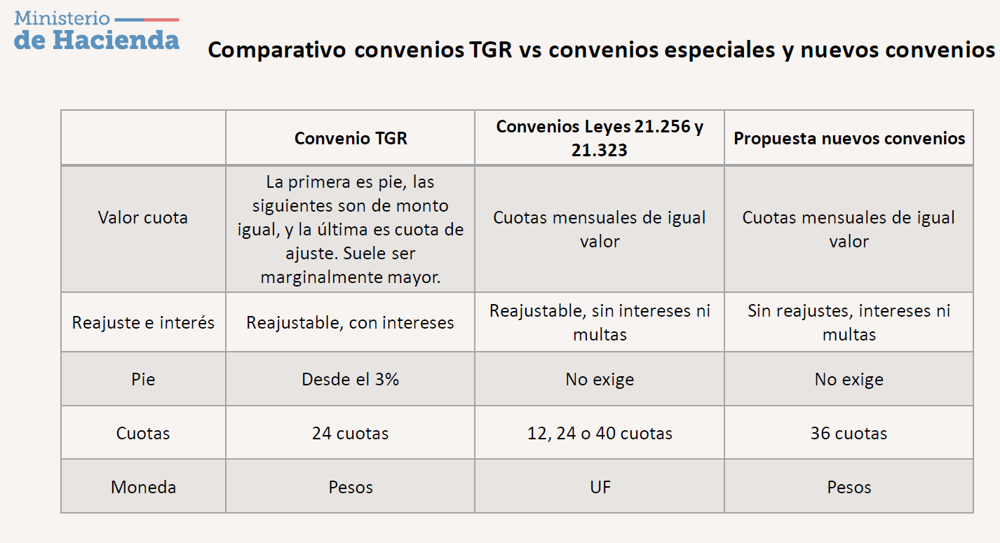 Ministerio
de Hacienda
Comparativo convenios TGR vs convenios especiales y nuevos convenios
Convenio TGR
Convenios Leyes 21.256 y
21.323
Propuesta nuevos convenios
Valor cuota
La primera es pie, las
siguientes son de monto
igual, y la última es cuota de
ajuste. Suele ser
marginalmente mayor.
Cuotas mensuales de igual
valor
Cuotas mensuales de igual
valor
Reajuste e interés
Reajustable, con intereses
Reajustable, sin intereses ni
multas
Sin reajustes, intereses ni
multas
Pie
Desde el 3%
No exige
No exige
Cuotas
24 cuotas
12, 24 o 40 cuotas
36 cuotas
Moneda
Pesos
UF
Pesos